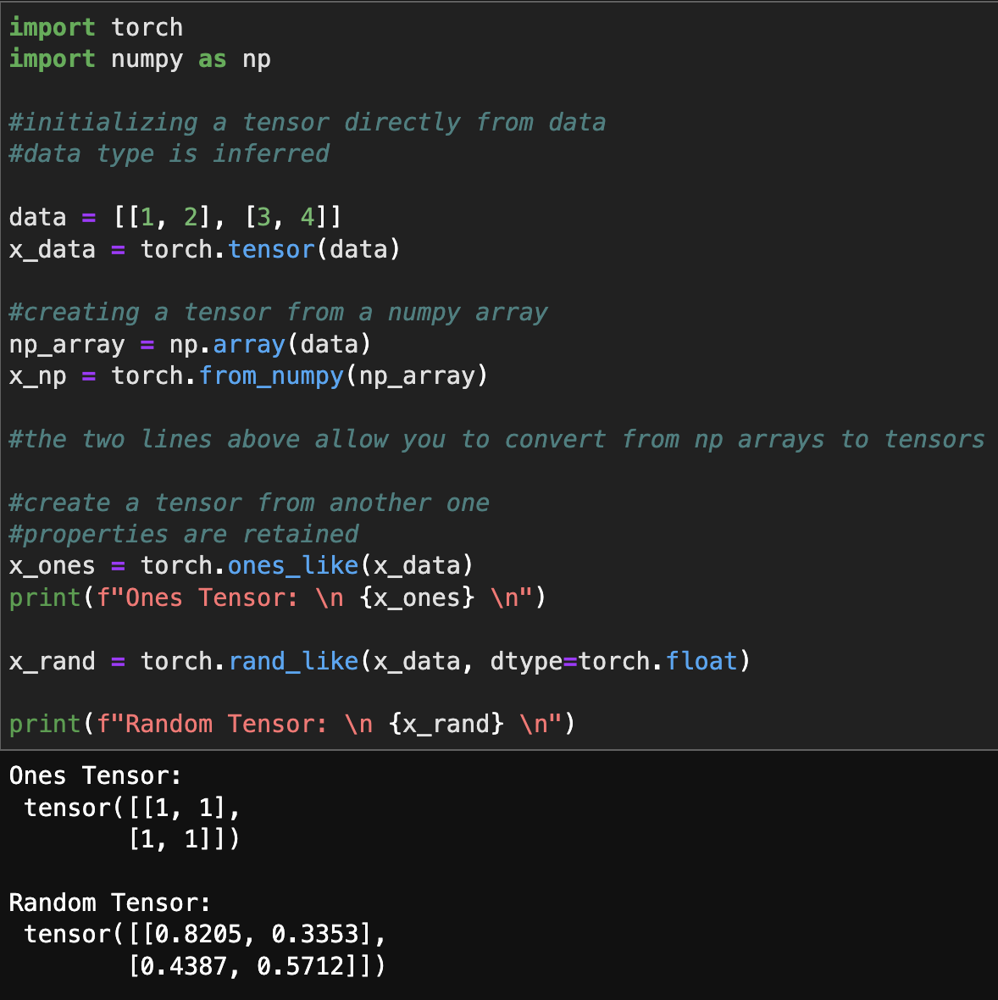 import torch
import numpy as np
#initializing a tensor directly from data
#data type is inferred
data = [[1, 2], [3, 4]]
x_data = torch.tensor(data)
#creating a tensor from a numpy array
np_array = np.array(data)
x_np = torch.from_numpy(np_array)
#the two lines above allow you to convert from np arrays to tensors
#create a tensor from another one
#properties are retained
x_ones = torch.ones_like(x_data)
print(f"Ones Tensor: \n {x_ones} \n")
x_rand = torch.rand_like(x_data, dtype=torch.float)
print(f"Random Tensor: \n {x_rand} \n")
Ones Tensor:
 tensor([[1, 1],
        [1, 1]])
Random Tensor:
 tensor([[0.8205, 0.3353],
        [0.4387, 0.5712]])